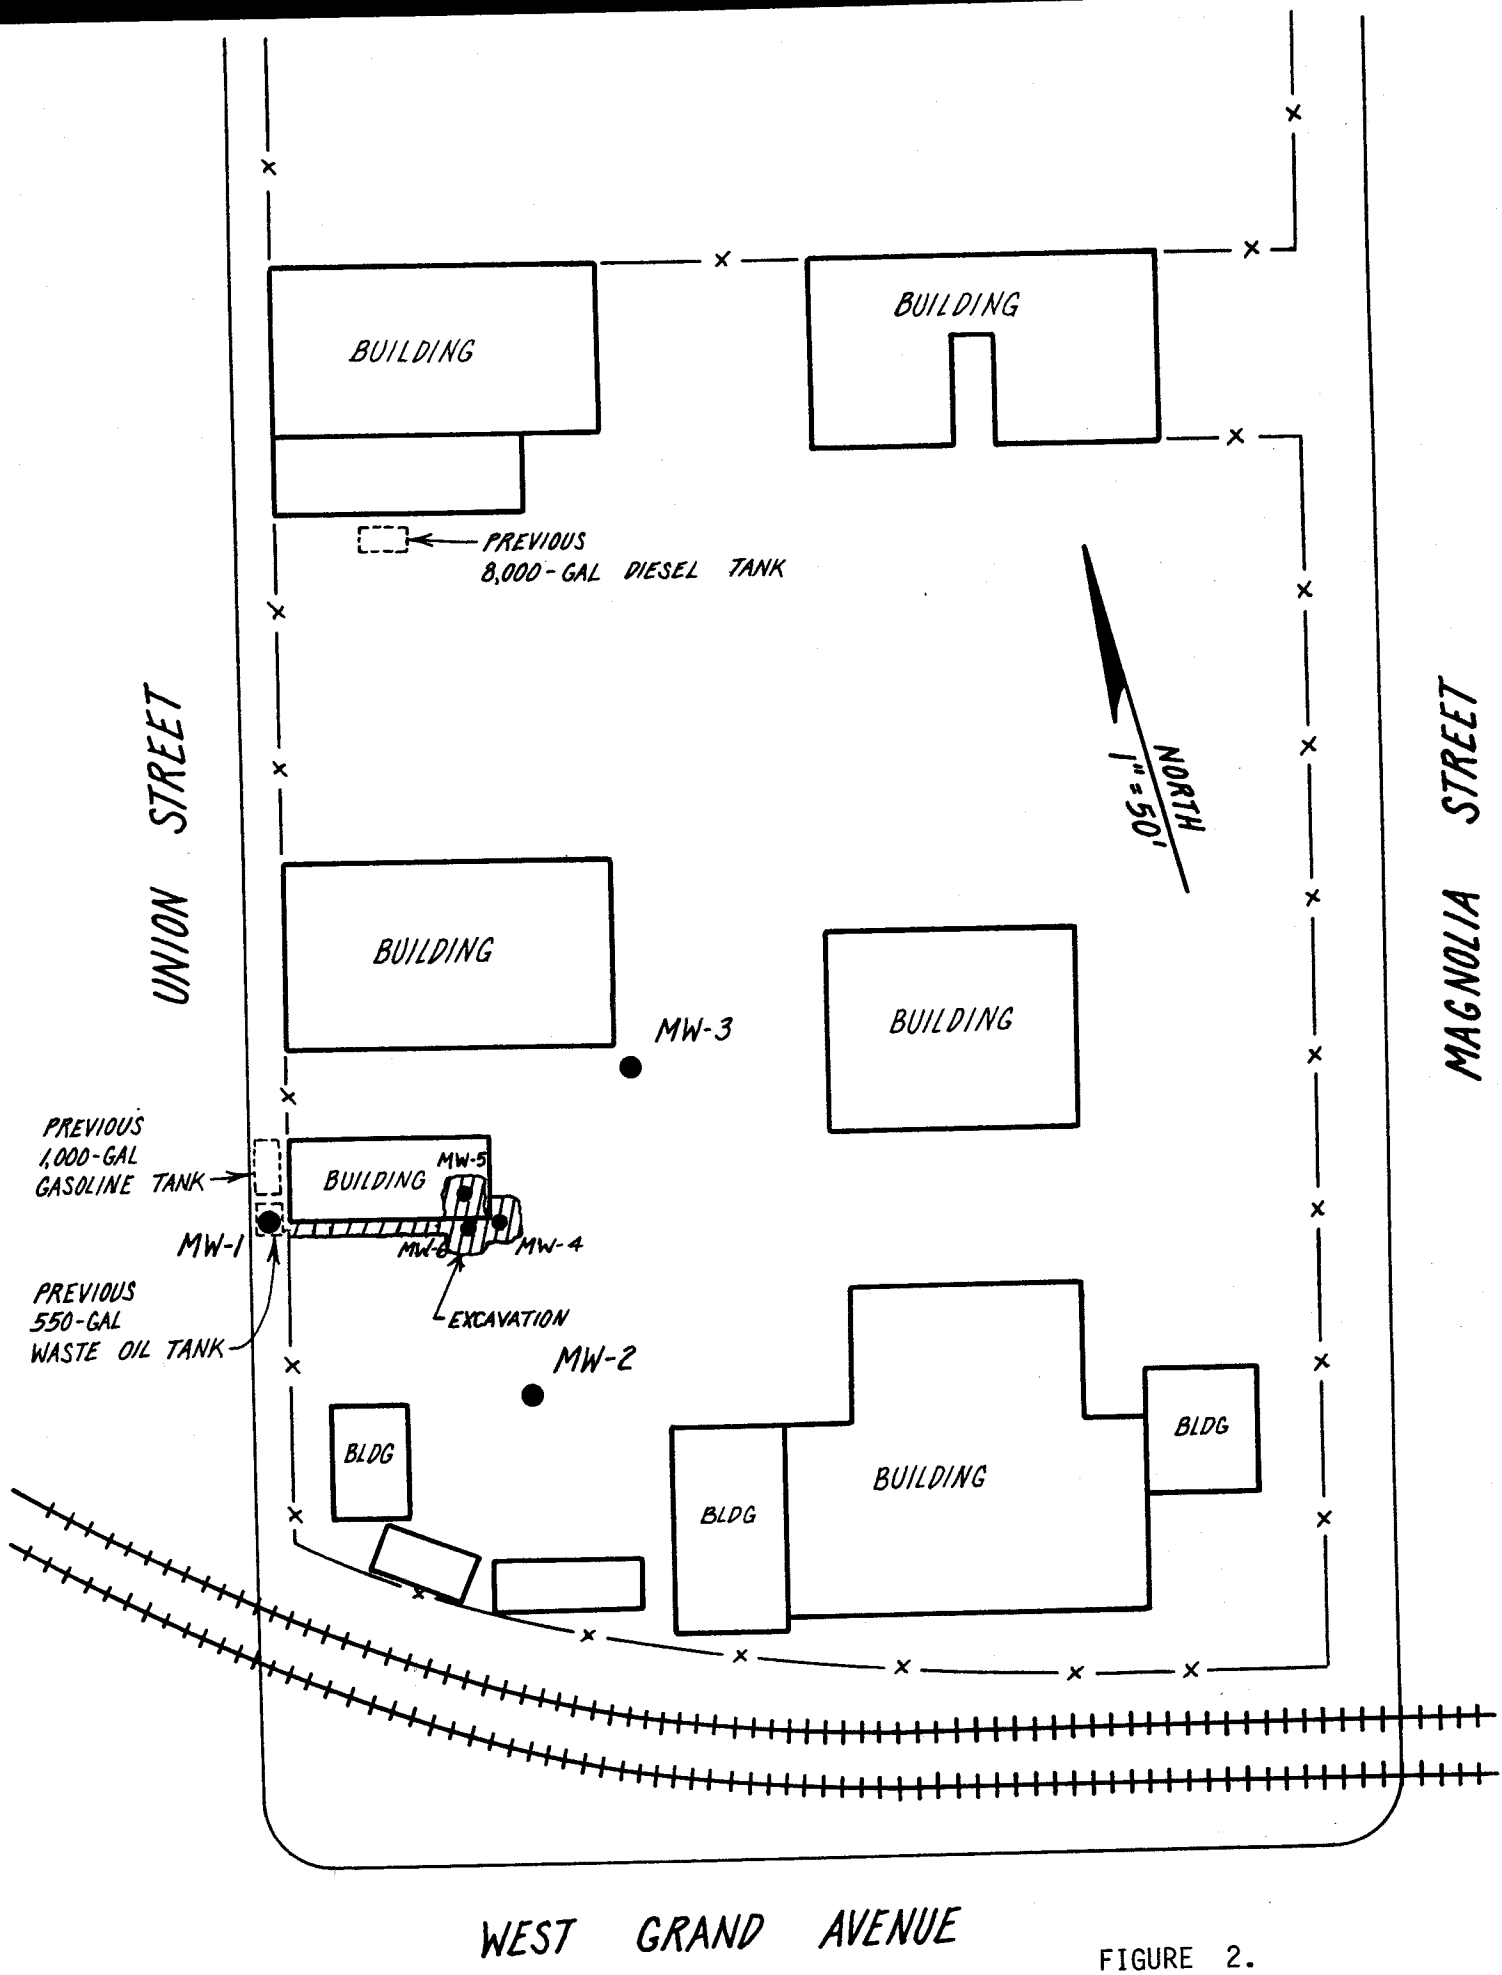 BUILDING
BUILDING
PREVIOUS
8,000-GAL DIESEL TANK
UNION STREET
MAGNOLIA STREET
NORTH
1" = 50'
BUILDING
BUILDING
MW-3
PREVIOUS
1,000-GAL
GASOLINE TANK
BUILDING
MW-5
MW-1
MW-6
MW-4
PREVIOUS
550-GAL
WASTE OIL TANK
EXCAVATION
MW-2
BLDG
BLDG
BUILDING
BLDG
WEST GRAND AVENUE
FIGURE 2.